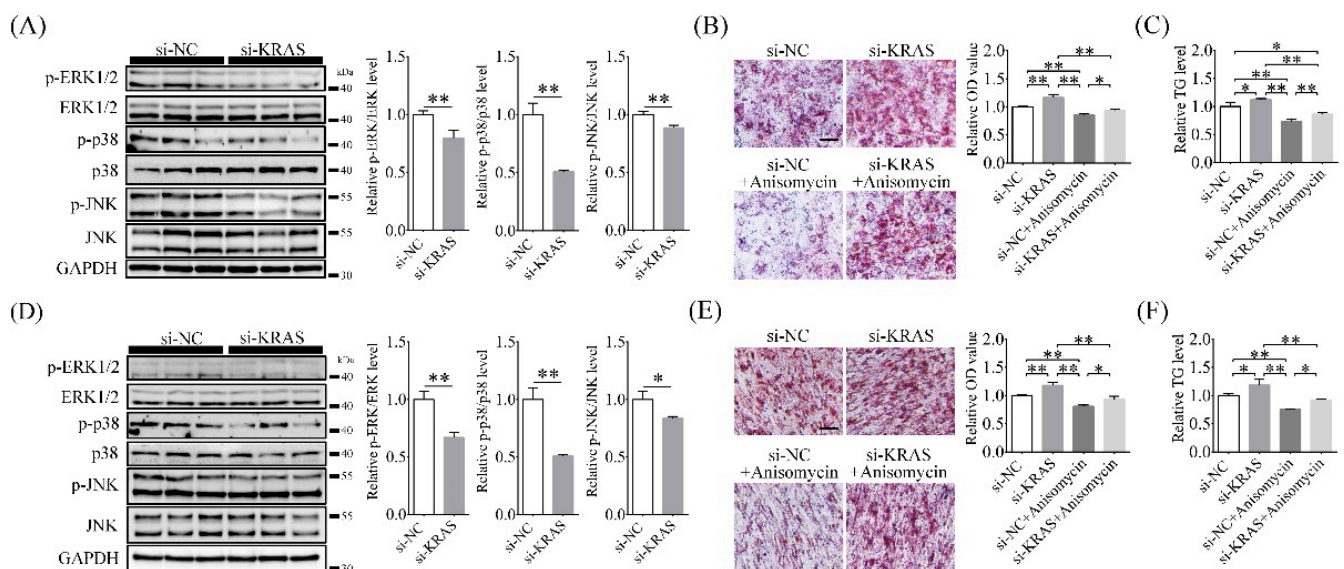 (A)
si-NC si-KRAS
kDa
p-ERK1/2
40
ERK1/2
40
p-p38
40
p38
40
p-JNK
55
JNK
55
GAPDH
30
Relative p-ERK/ERK level
1.5
1.0
0.5
0.0
**
si-NC
si-KRAS
Relative p-p38/p38 level
1.5
1.0
0.5
0.0
**
si-NC
si-KRAS
Relative p-JNK/JNK level
1.5
1.0
0.5
0.0
**
si-NC
si-KRAS
(B)
si-NC si-KRAS
si-NC
+Anisomycin
si-KRAS
+Anisomycin
Relative OD value
2.0
1.5
1.0
0.5
0.0
**
**
** ** *
si-NC
si-KRAS
si-NC+Anisomycin
si-KRAS+Anisomycin
(C)
Relative TG level
2.0
1.5
1.0
0.5
0.0
*
**
**
* ** **
si-NC
si-KRAS
si-NC+Anisomycin
si-KRAS+Anisomycin
(D)
si-NC si-KRAS
kDa
p-ERK1/2
40
ERK1/2
40
p-p38
40
p38
40
p-JNK
55
JNK
55
GAPDH
30
Relative p-ERK/ERK level
1.5
1.0
0.5
0.0
**
si-NC
si-KRAS
Relative p-p38/p38 level
1.5
1.0
0.5
0.0
**
si-NC
si-KRAS
Relative p-JNK/JNK level
1.5
1.0
0.5
0.0
*
si-NC
si-KRAS
(E)
si-NC si-KRAS
si-NC
+Anisomycin
si-KRAS
+Anisomycin
Relative OD value
2.0
1.5
1.0
0.5
0.0
**
**
** ** *
si-NC
si-KRAS
si-NC+Anisomycin
si-KRAS+Anisomycin
(F)
Relative TG level
2.0
1.5
1.0
0.5
0.0
**
**
* ** *
si-NC
si-KRAS
si-NC+Anisomycin
si-KRAS+Anisomycin